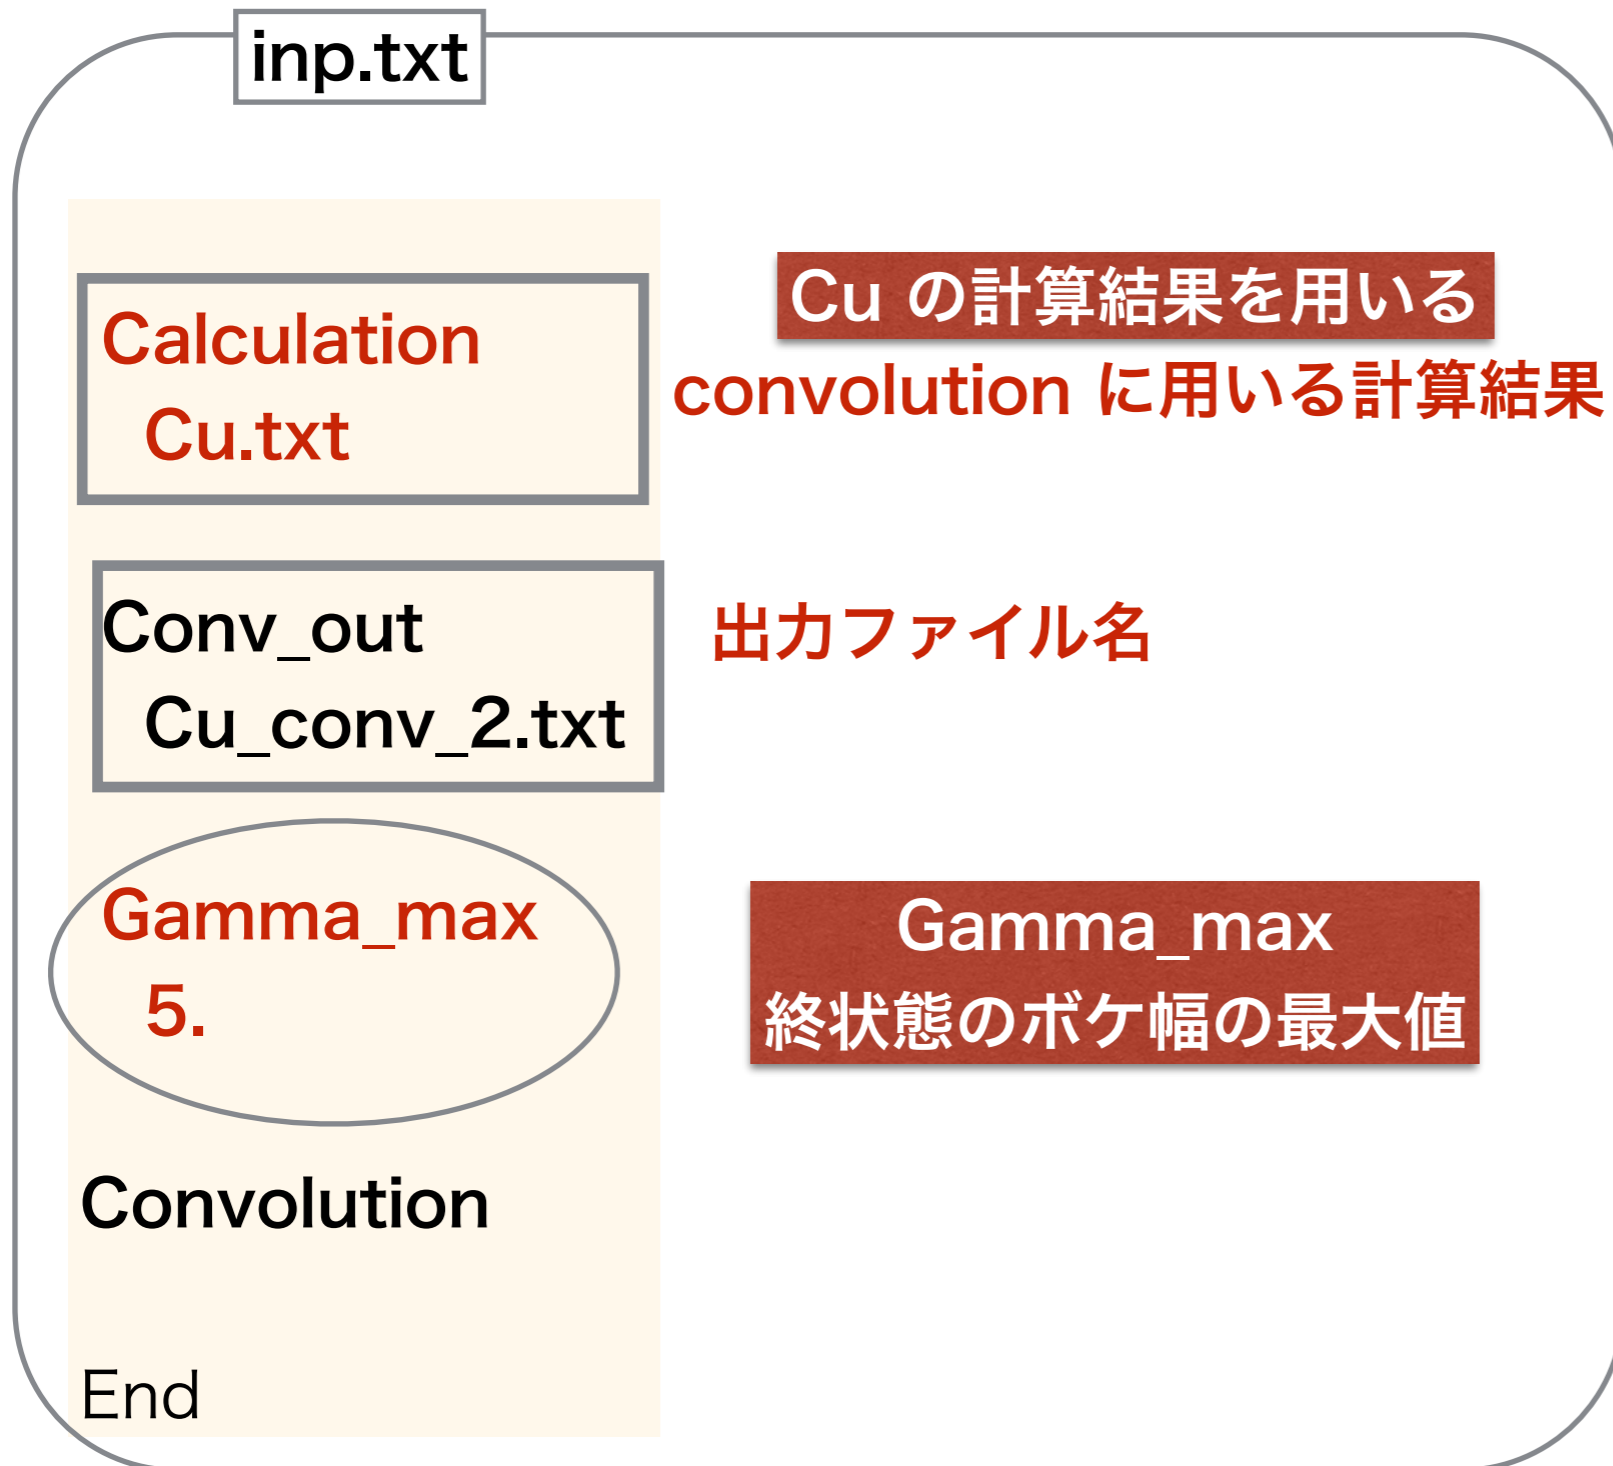 inp.txt
Calculation
Cu.txt
Cu の計算結果を用いる
convolution に用いる計算結果
Conv_out
Cu_conv_2.txt
出力ファイル名
Gamma_max
5.
Gamma_max
終状態のボケ幅の最大値
Convolution
End